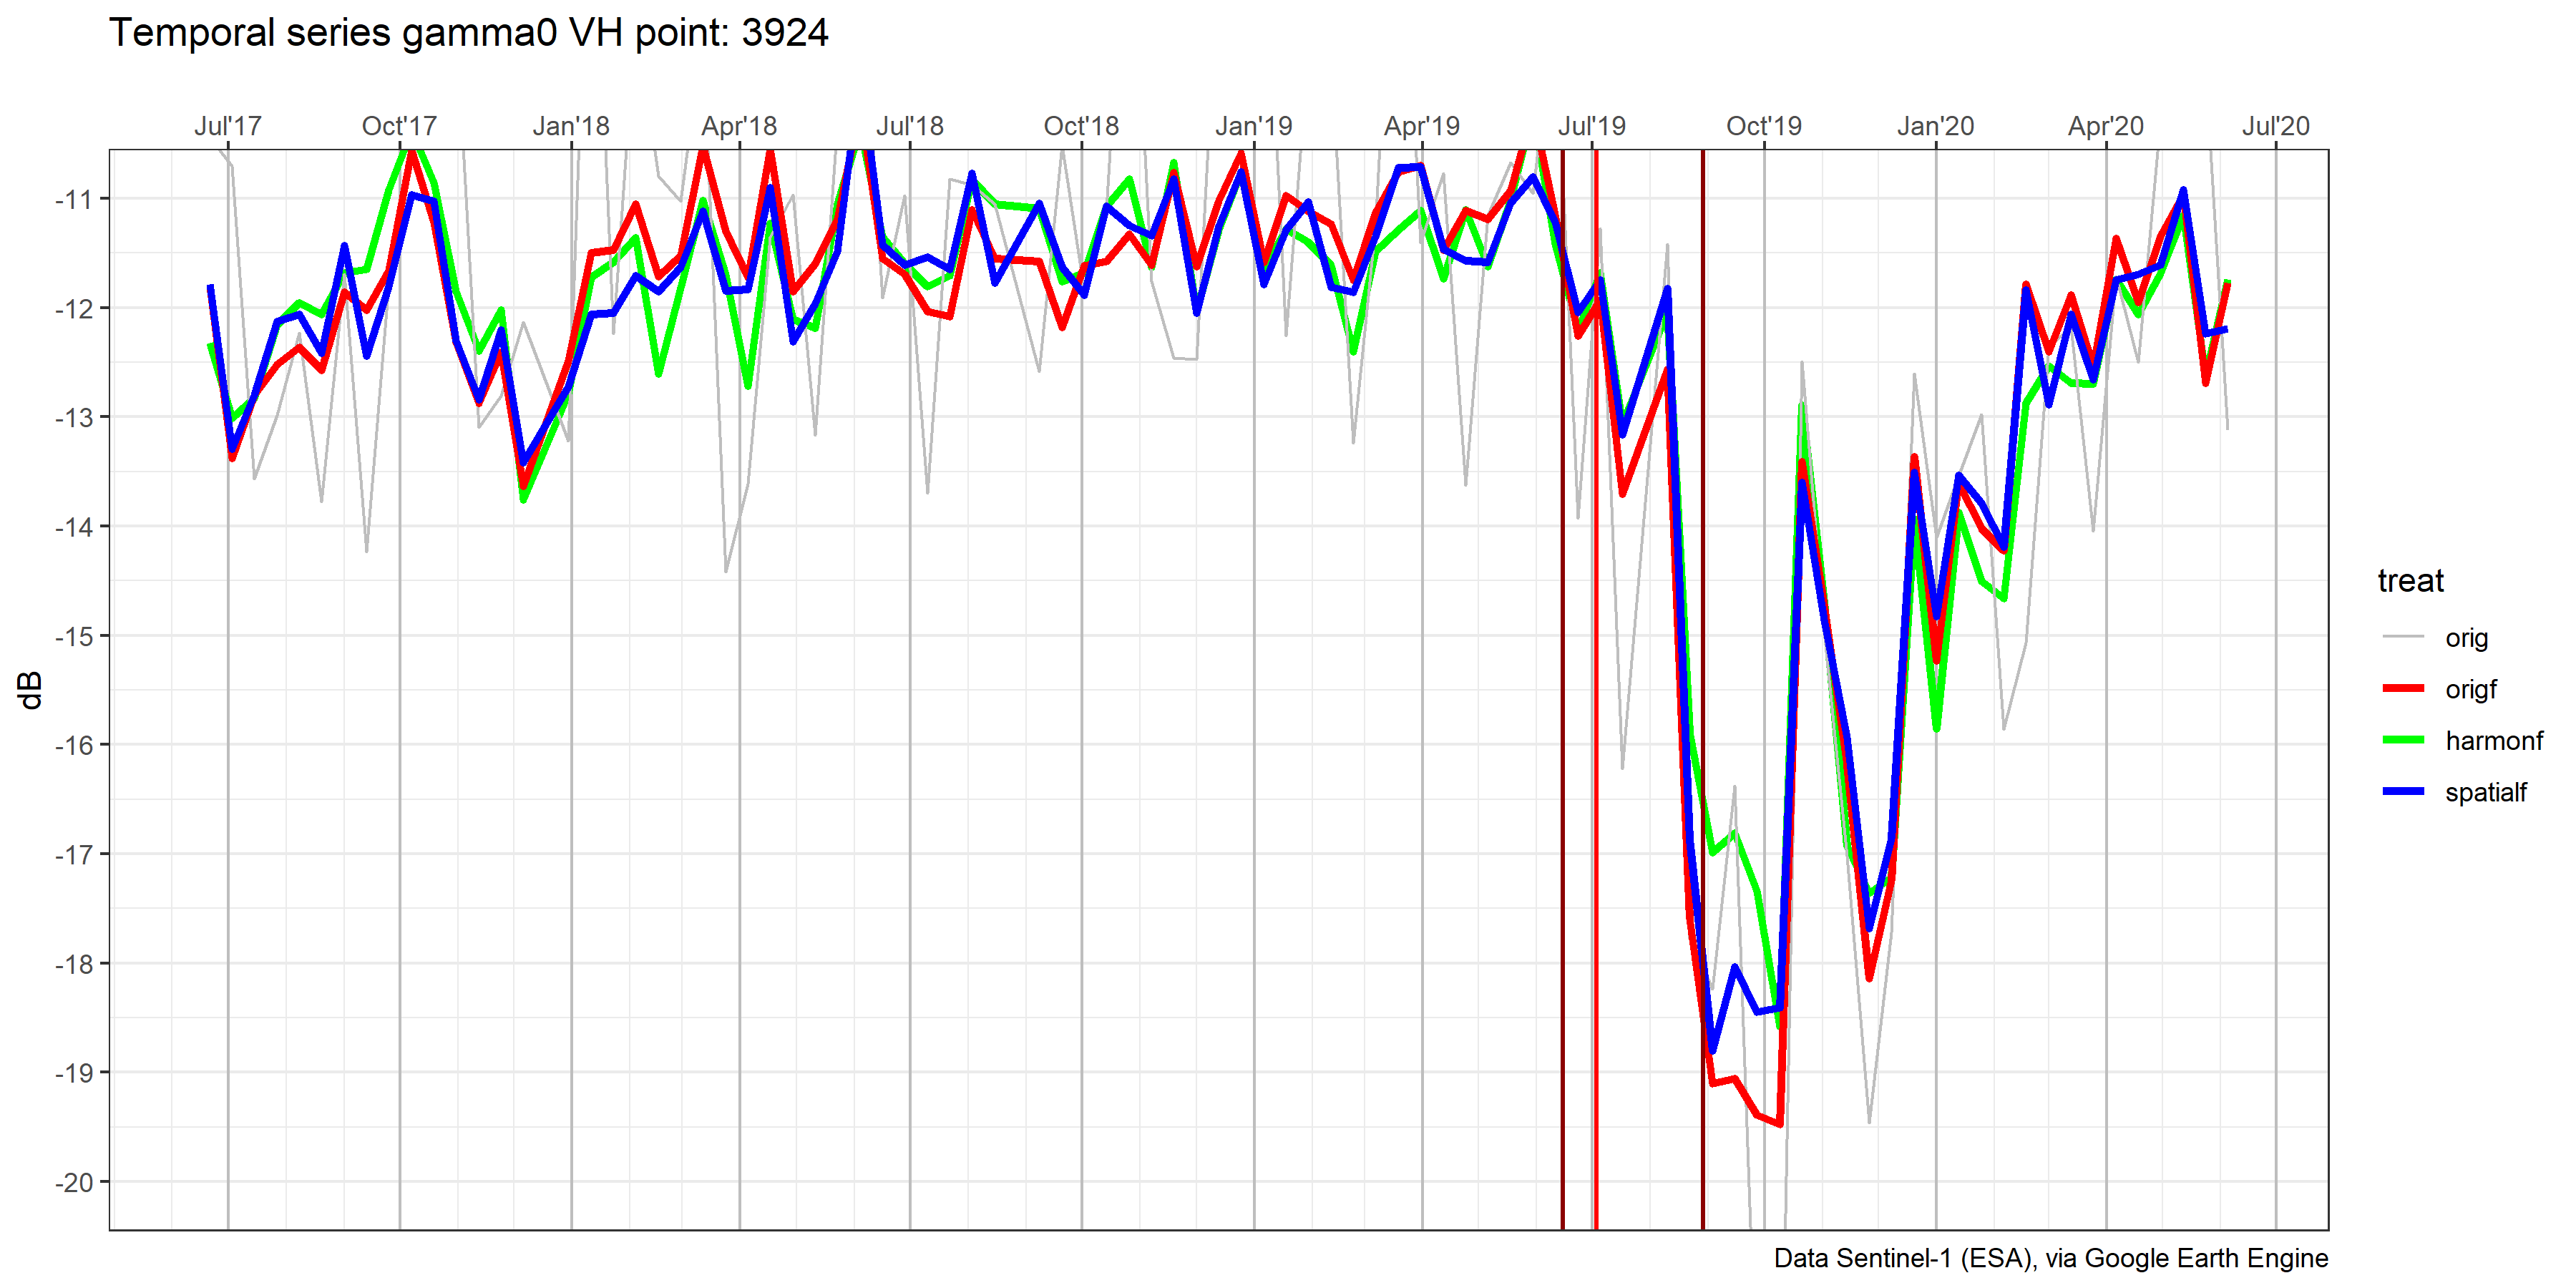 Temporal series gamma0 VH point: 3924
Jul'17 Oct'17 Jan'18 Apr'18 Jul'18 Oct'18 Jan'19 Apr'19 Jul'19 Oct'19 Jan'20 Apr'20 Jul'20
-11
-12
-13
-14
-15
-16
-17
-18
-19
-20
dB
treat
orig
origf
harmonf
spatialf
Data Sentinel-1 (ESA), via Google Earth Engine